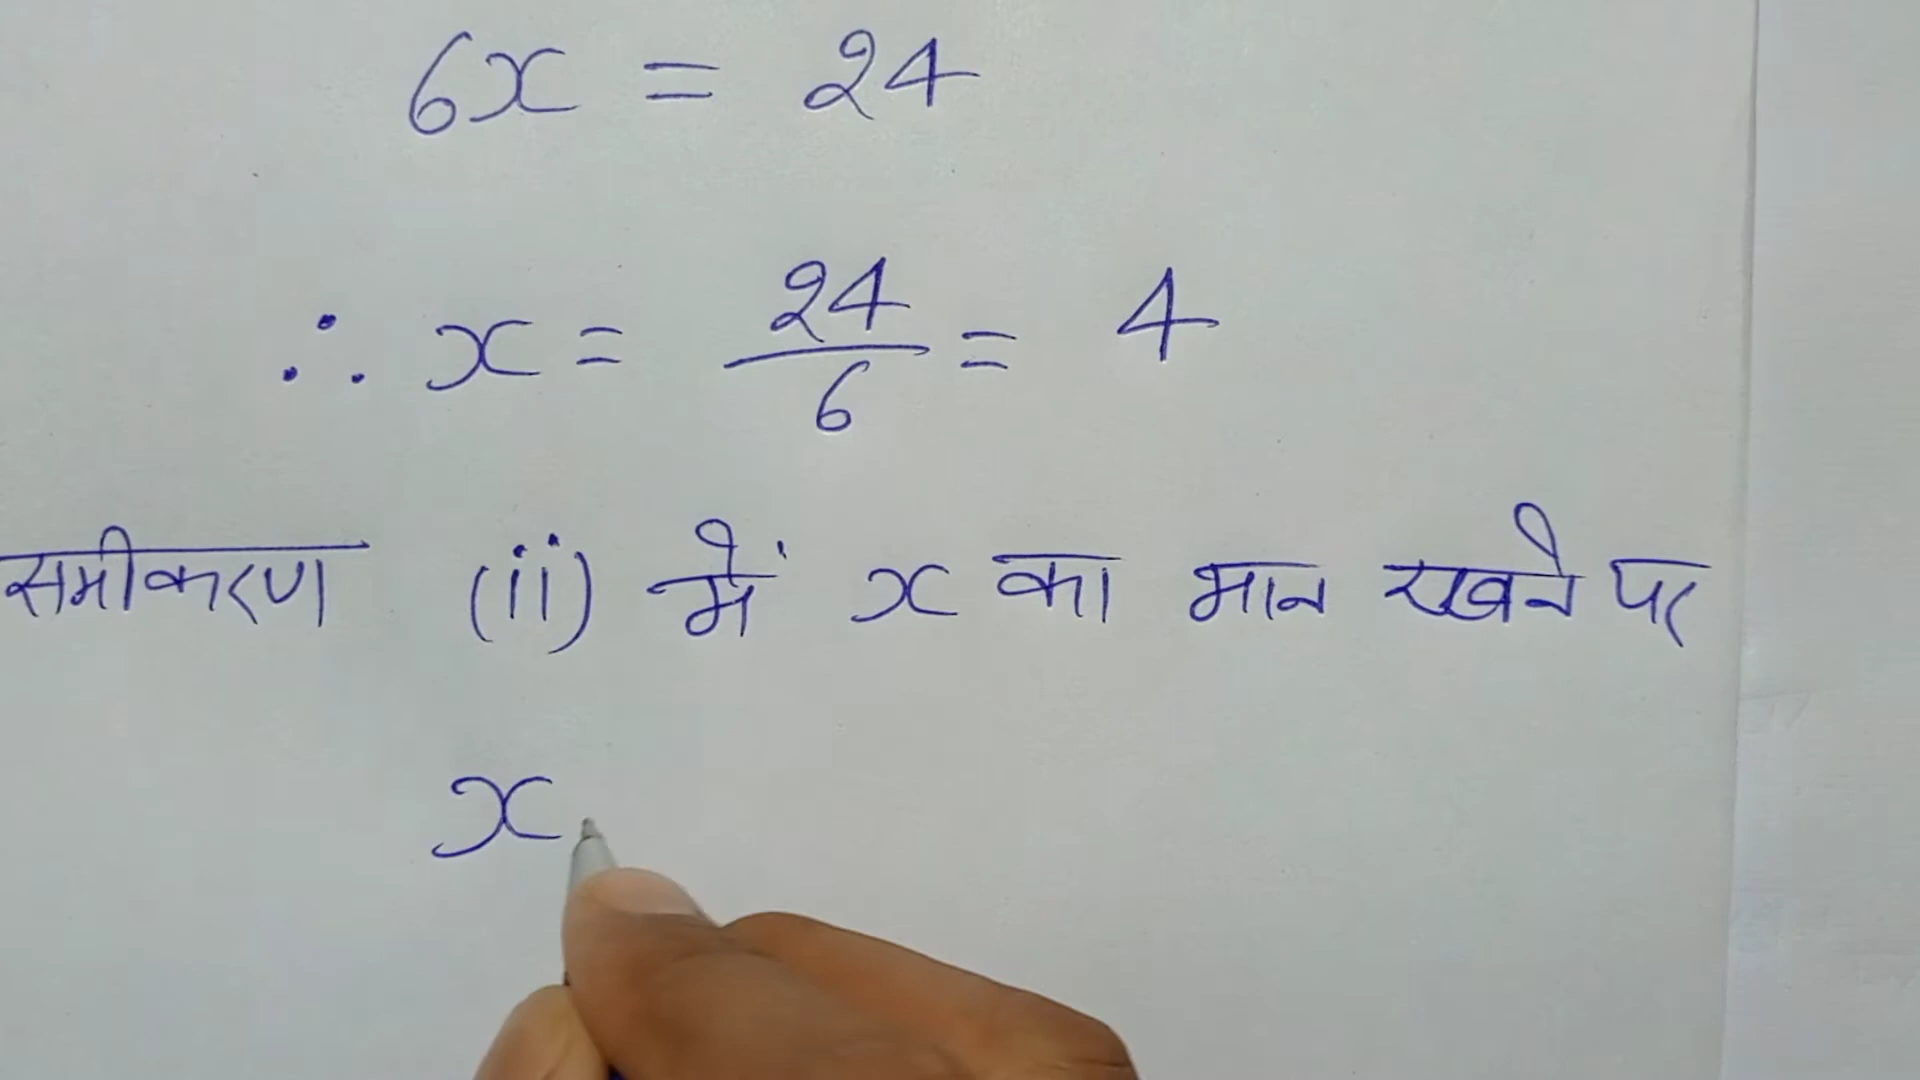 6x = 24
∴ x = 24/6 = 4
समीकरण (ii) में x का मान रखने पर
x